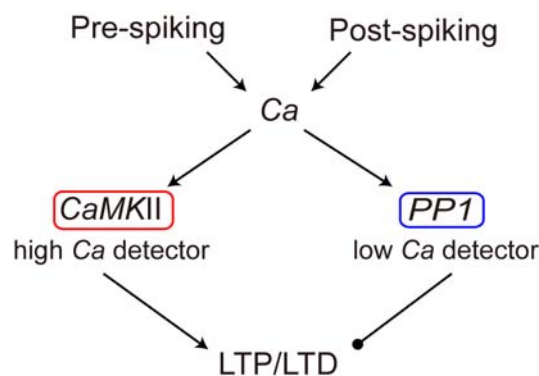 Pre-spiking Post-spiking
Ca
CaMKII PP1
high Ca detector low Ca detector
LTP/LTD